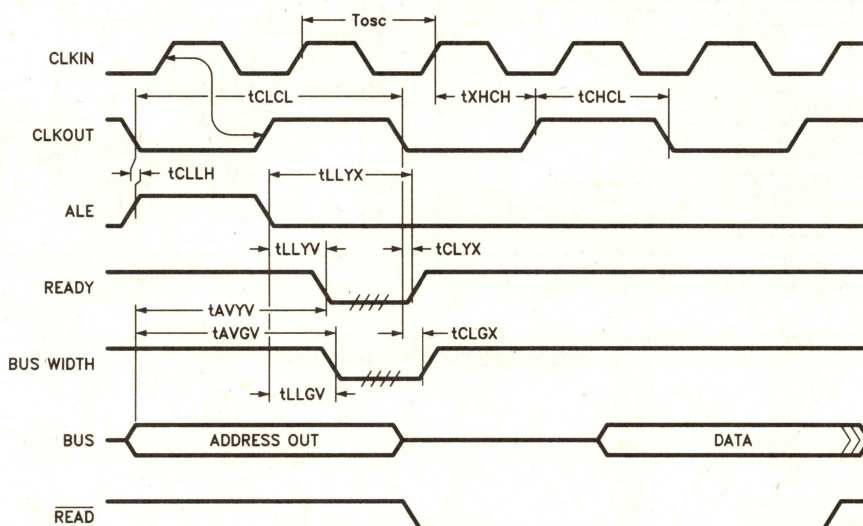 Tosc
CLKIN
tCLCL
tXHCH
tCHCL
CLKOUT
tCLLH
tLLYX
ALE
tLLYV
tCLYX
READY
tAVYV
tAVGV
tCLGX
BUS WIDTH
tLLGV
BUS
ADDRESS OUT
DATA
READ